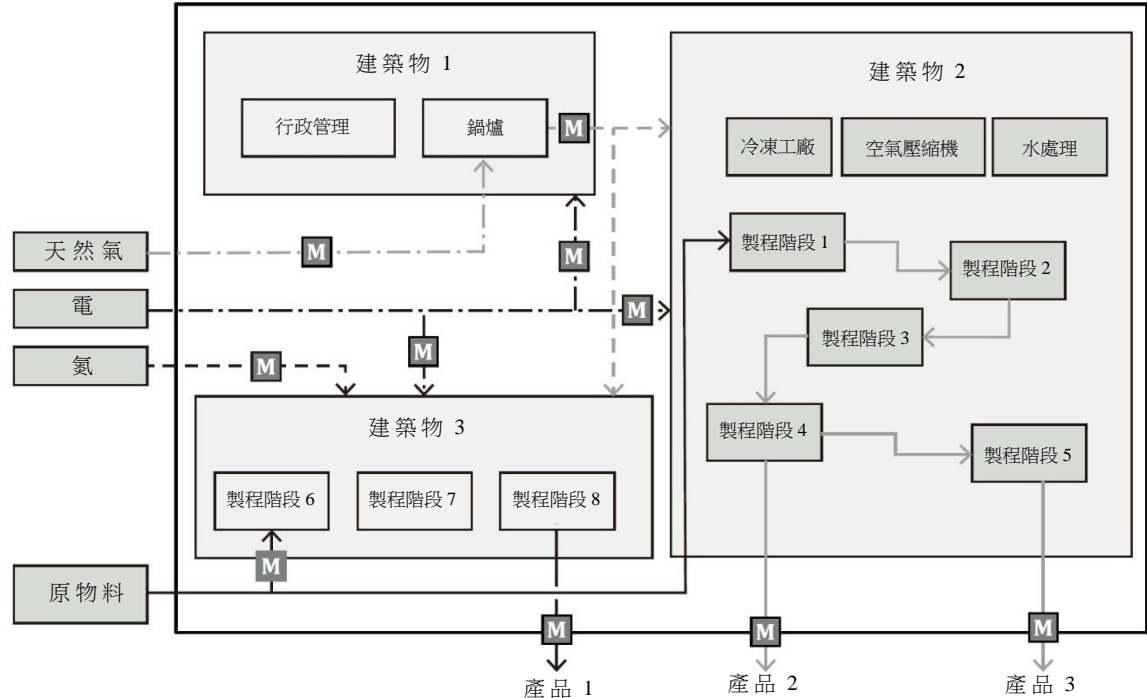 建築物 1
行政管理
鍋爐
M
建築物 2
冷凍工廠
空氣壓縮機
水處理
天然氣
M
M
製程階段 1
製程階段 2
電
M
M
製程階段 3
氮
M
建築物 3
製程階段 4
製程階段 5
製程階段 6
製程階段 7
製程階段 8
M
原物料
M
M
M
產品 1
產品 2
產品 3